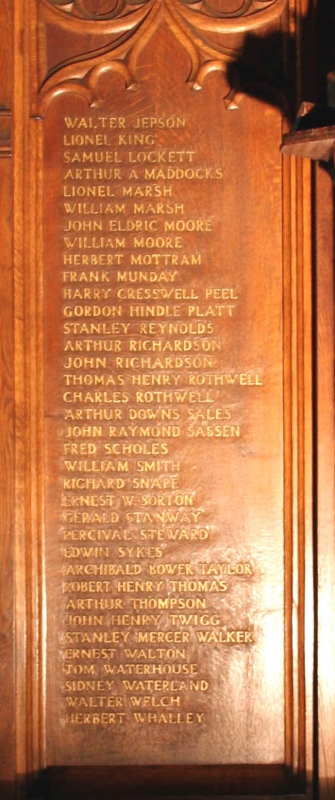 WALTER JEPSON
LIONEL KING
SAMUEL LOCKETT
ARTHUR A MADDOCKS
LIONEL MARSH
WILLIAM MARSH
JOHN ELDRIC MOORE
WILLIAM MOORE
HERBERT MOTTRAM
FRANK MUNDAY
HARRY CRESSWELL PEEL
GORDON HINDLE PLATT
STANLEY REYNOLDS
ARTHUR RICHARDSON
JOHN RICHARDSON
THOMAS HENRY ROTHWELL
CHARLES ROTHWELL
ARTHUR DOWNS SALES
JOHN RAYMOND SASSEN
FRED SCHOLES
WILLIAM SMITH
RICHARD SNAPE
ERNEST W SORTON
GERALD STANWAY
PERCIVAL STEWARD
EDWIN SYKES
ARCHIBALD BOWER TAYLOR
ROBERT HENRY THOMAS
ARTHUR THOMPSON
JOHN HENRY TWIGG
STANLEY MERCER WALKER
ERNEST WALTON
TOM WATERHOUSE
SIDNEY WATERLAND
WALTER WELCH
HERBERT WHALLEY